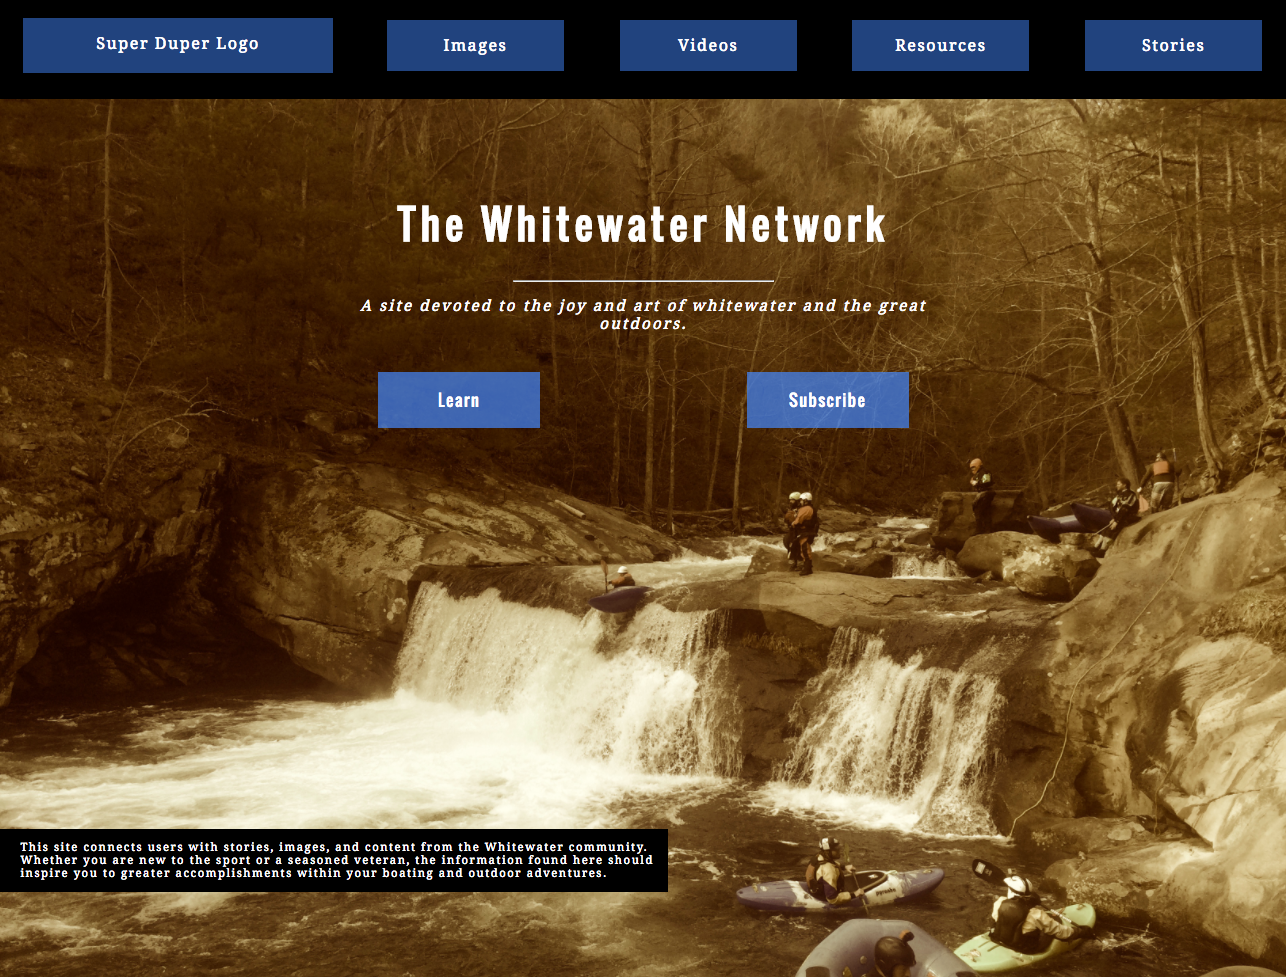 Super Duper Logo
Images
Videos
Resources
Stories
The Whitewater Network
A site devoted to the joy and art of whitewater and the great
outdoors.
Learn
Subscribe
This site connects users with stories, images, and content from the Whitewater community.
Whether you are new to the sport or a seasoned veteran, the information found here should
inspire you to greater accomplishments within your boating and outdoor adventures.